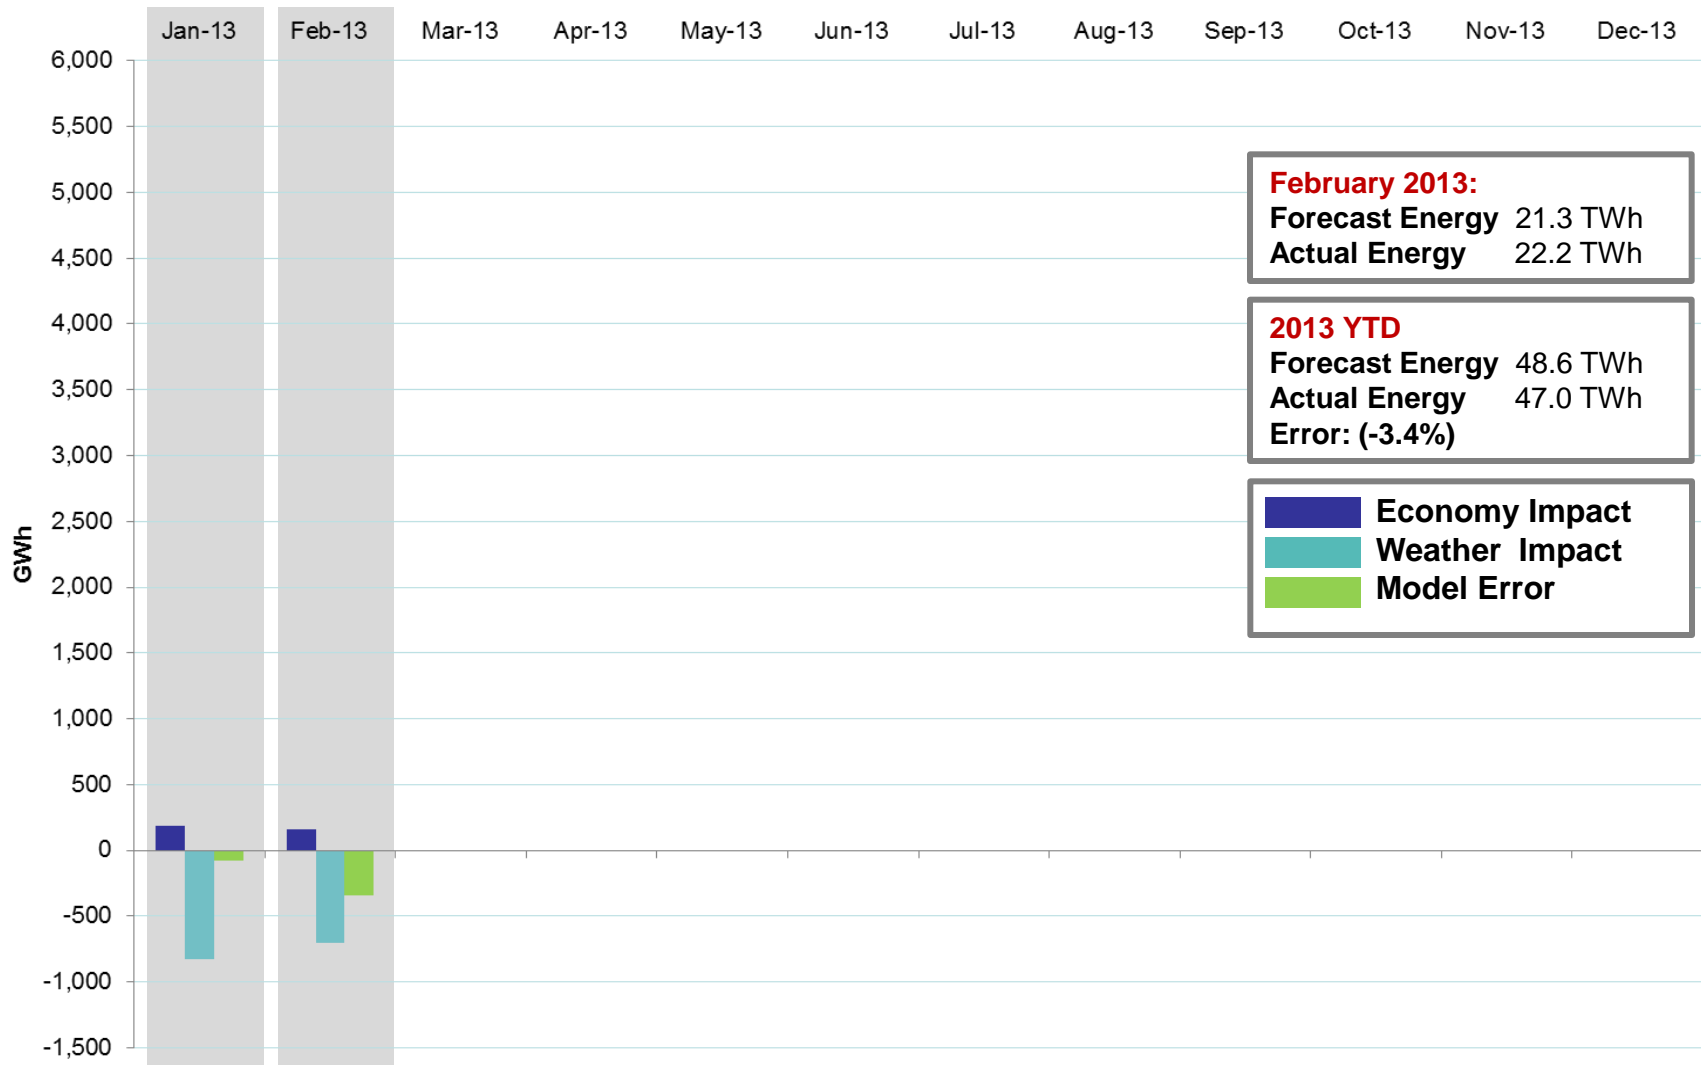 Jan-13 Feb-13 Mar-13 Apr-13 May-13 Jun-13 Jul-13 Aug-13 Sep-13 Oct-13 Nov-13 Dec-13
6,000
5,500
5,000
4,500
4,000
3,500
3,000
2,500
2,000
1,500
1,000
500
0
-500
-1,000
-1,500
GWh
February 2013:
Forecast Energy 21.3 TWh
Actual Energy 22.2 TWh
2013 YTD
Forecast Energy 48.6 TWh
Actual Energy 47.0 TWh
Error: (-3.4%)
Economy Impact
Weather Impact
Model Error